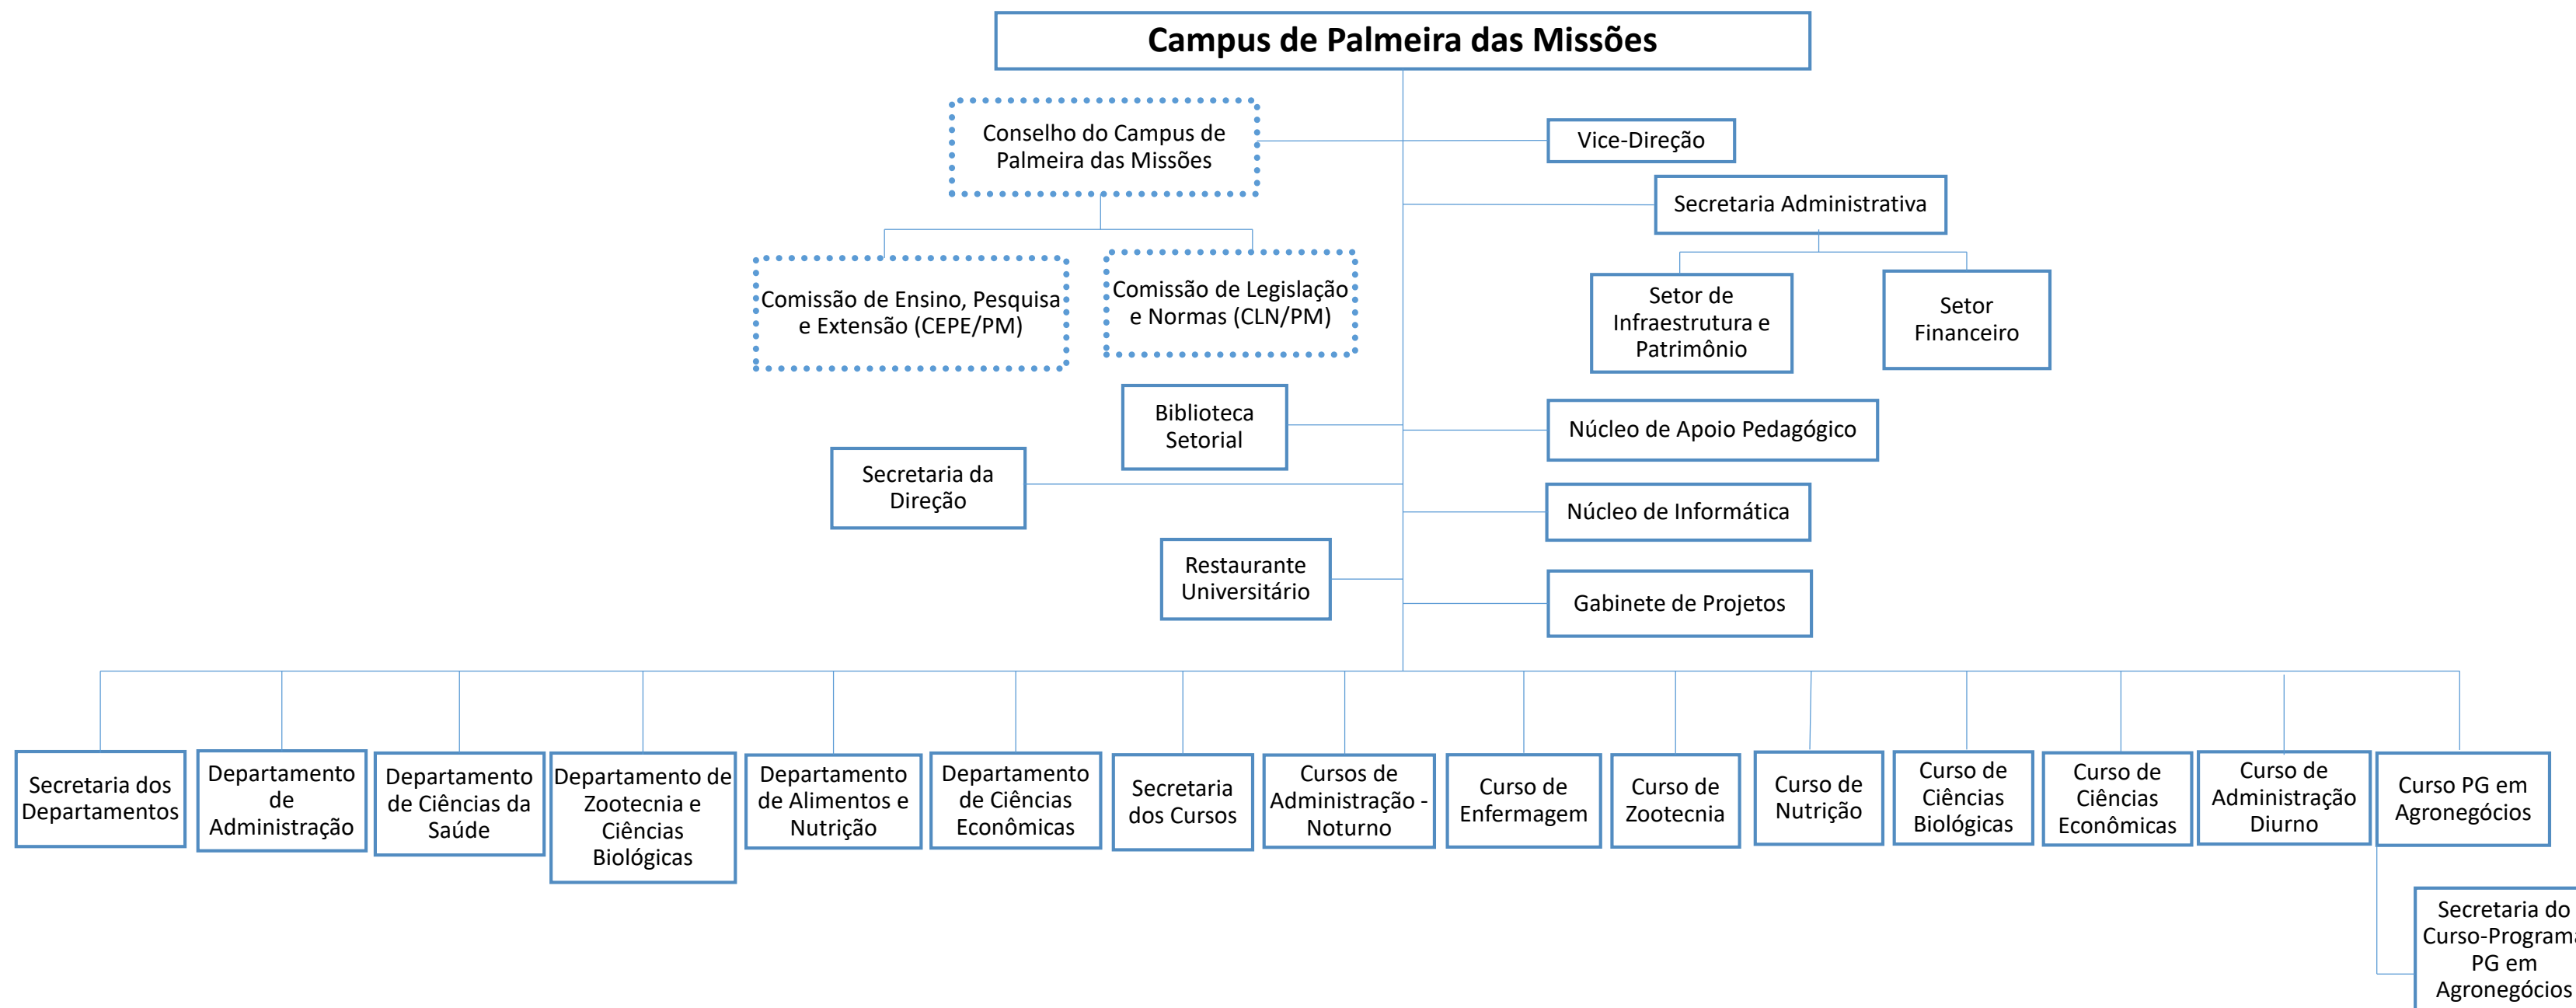 Campus de Palmeira das Missões
Conselho do Campus de
Palmeira das Missões
Vice-Direção
Secretaria Administrativa
Comissão de Ensino, Pesquisa
e Extensão (CEPE/PM)
Comissão de Legislação
e Normas (CLN/PM)
Setor de
Infraestrutura e
Patrimônio
Setor
Financeiro
Biblioteca
Setorial
Núcleo de Apoio Pedagógico
Secretaria da
Direção
Núcleo de Informática
Restaurante
Universitário
Gabinete de Projetos
Secretaria dos
Departamentos
Departamento
de
Administração
Departamento
de Ciências da
Saúde
Departamento de
Zootecnia e
Ciências
Biológicas
Departamento
de Alimentos e
Nutrição
Departamento
de Ciências
Econômicas
Secretaria
dos Cursos
Cursos de
Administração -
Noturno
Curso de
Enfermagem
Curso de
Zootecnia
Curso de
Nutrição
Curso de
Ciências
Biológicas
Curso de
Ciências
Econômicas
Curso de
Administração
Diurno
Curso PG em
Agronegócios
Secretaria do
Curso-Programa
PG em
Agronegócios